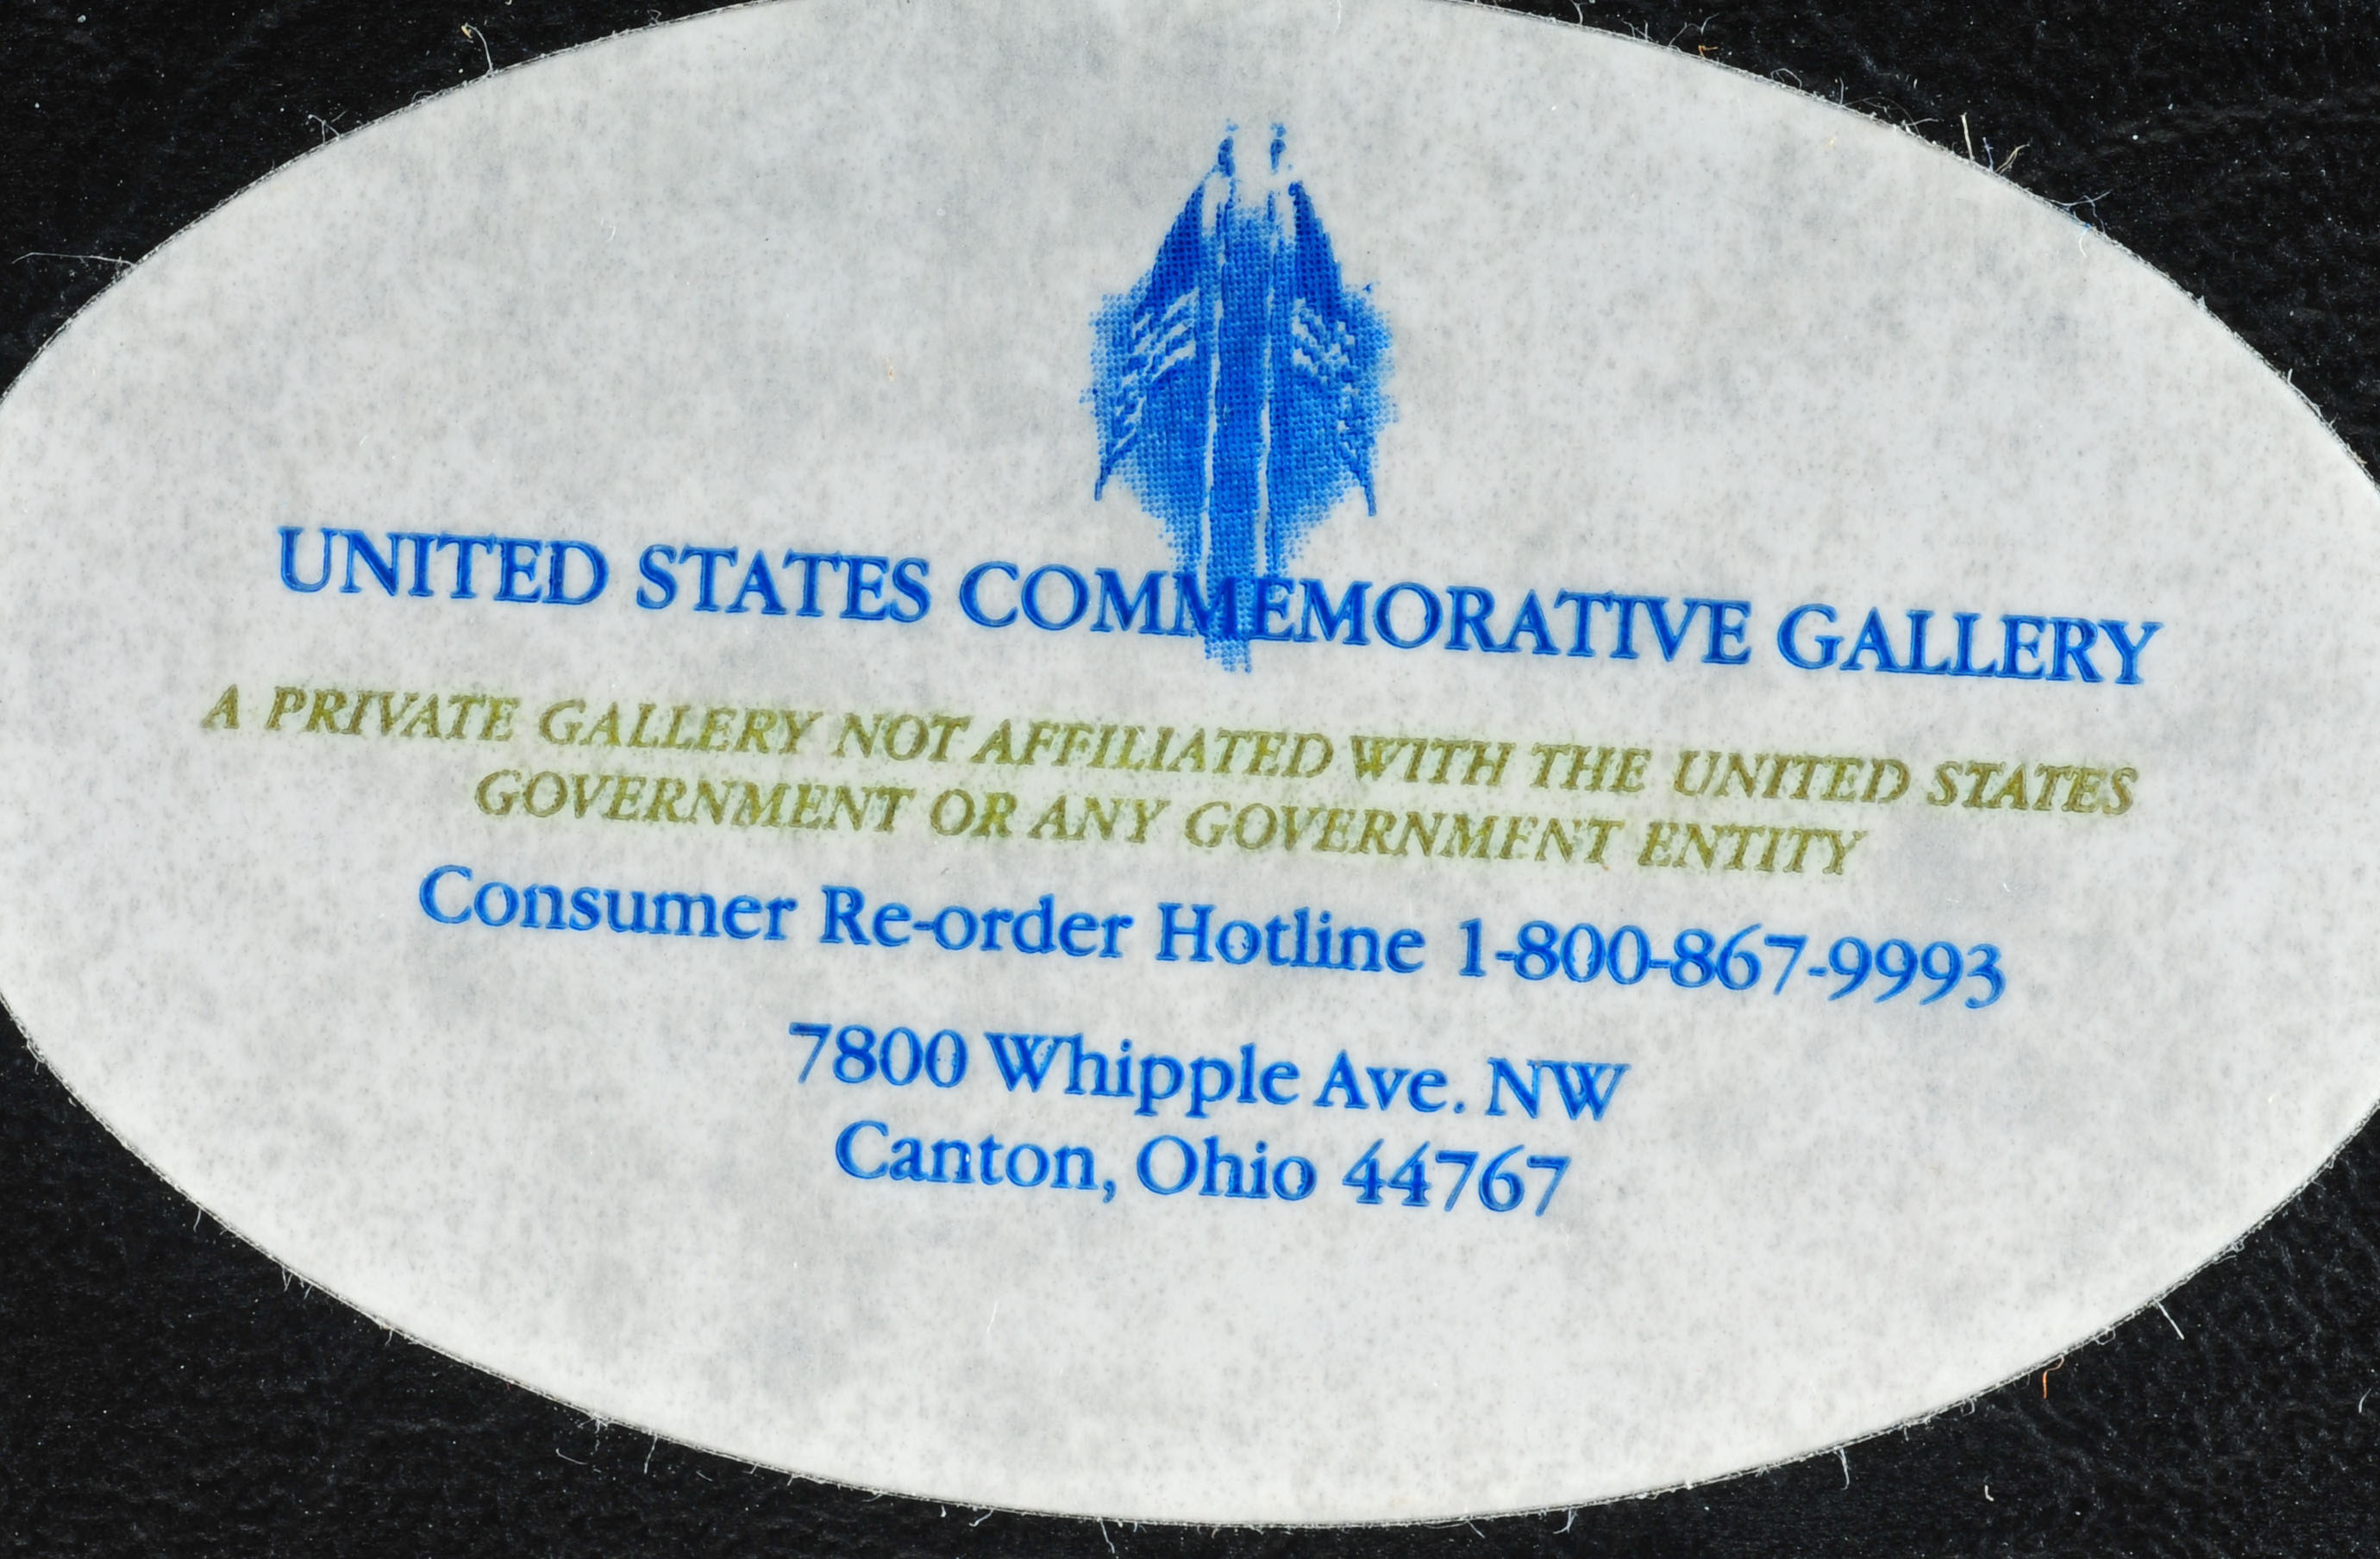 UNITED STATES COMMEMORATIVE GALLERY
A PRIVATE GALLERY NOT AFFILIATED WITH THE UNITED STATES
GOVERNMENT OR ANY GOVERNMENT ENTITY
Consumer Re-order Hotline 1-800-867-9993
7800 Whipple Ave. NW
Canton, Ohio 44767